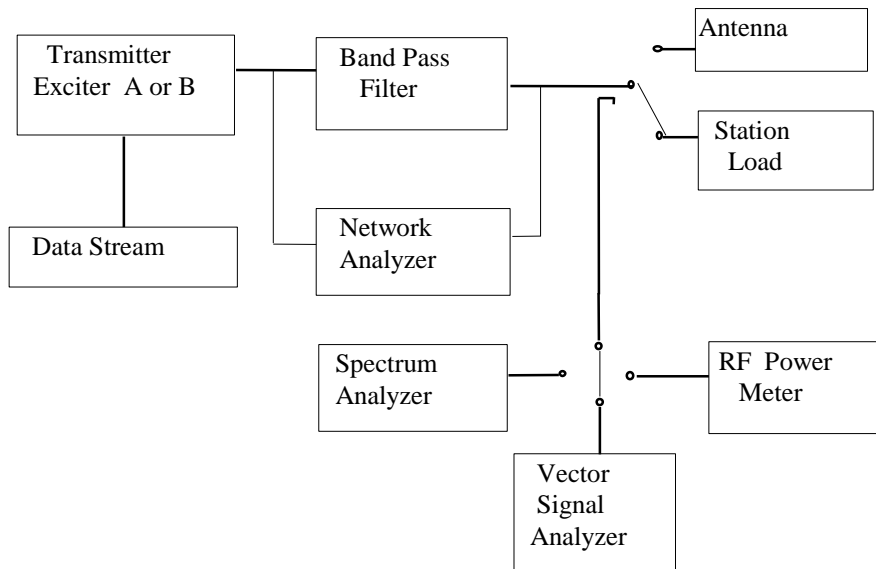 Transmitter
Exciter A or B
Band Pass
Filter
Antenna
Station
Load
Data Stream
Network
Analyzer
Spectrum
Analyzer
RF Power
Meter
Vector
Signal
Analyzer